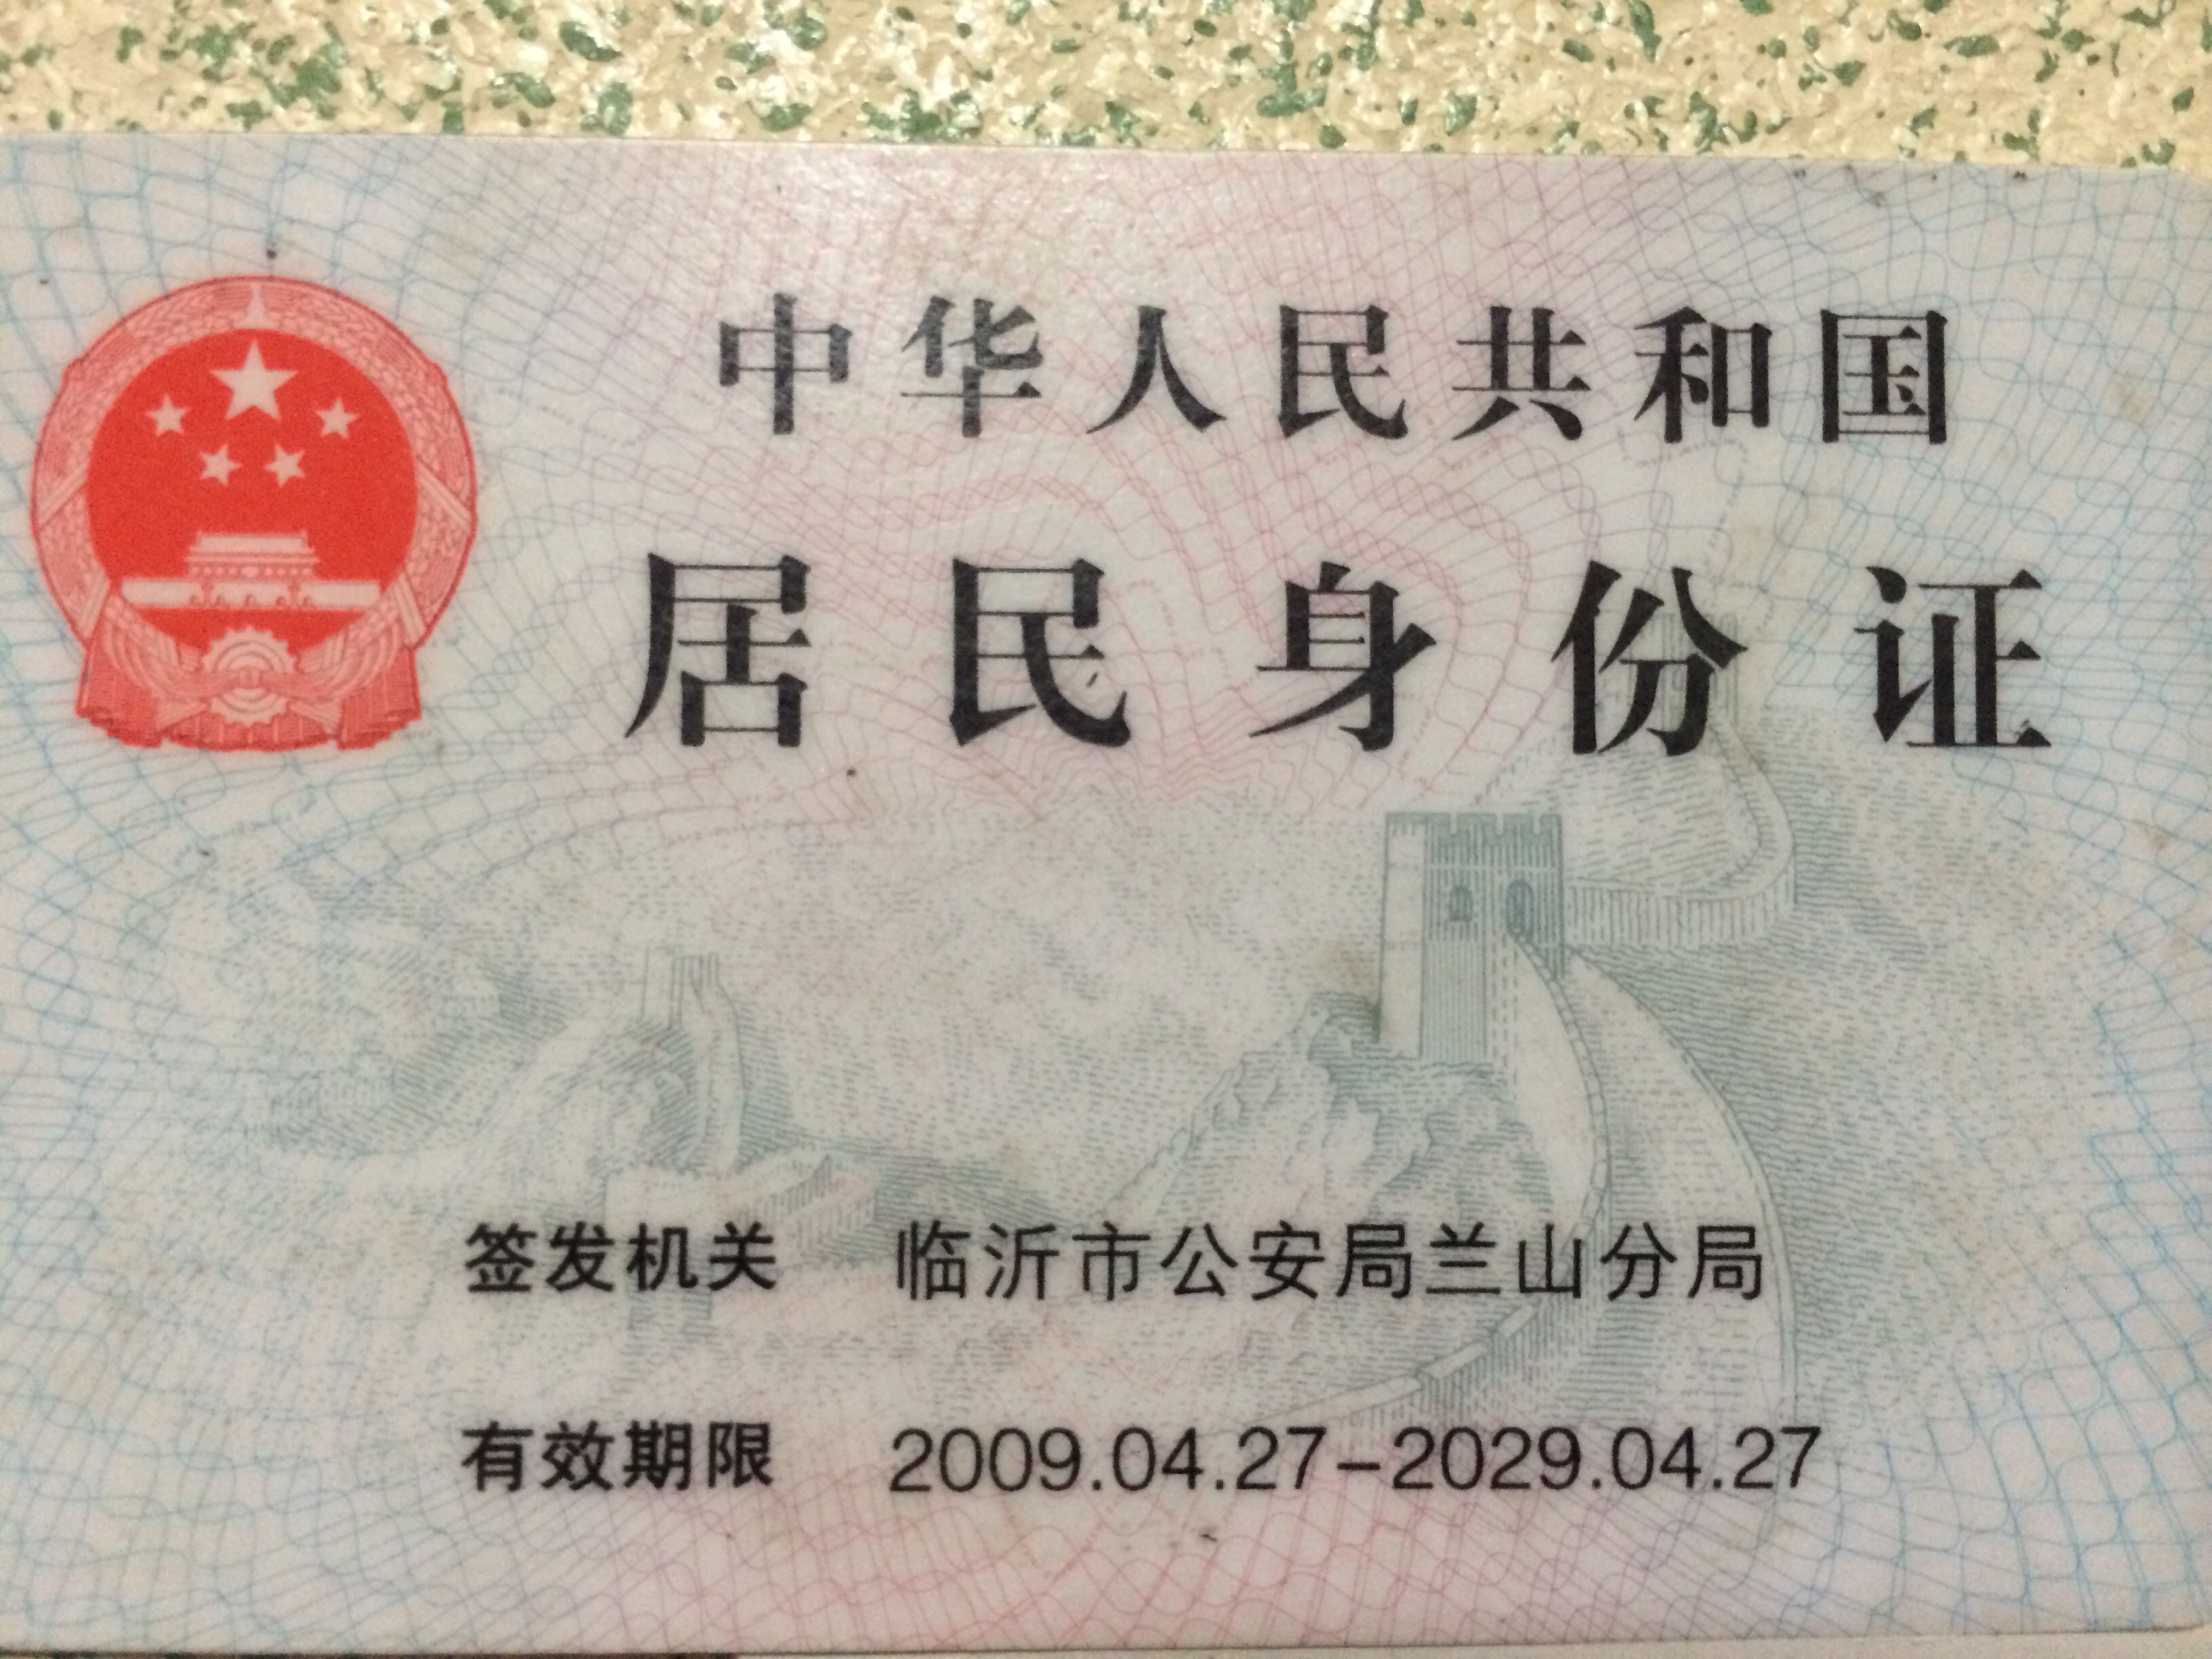 中华人民共和国
居民身份证
签发机关 临沂市公安局兰山分局
有效期限 2009.04.27-2029.04.27